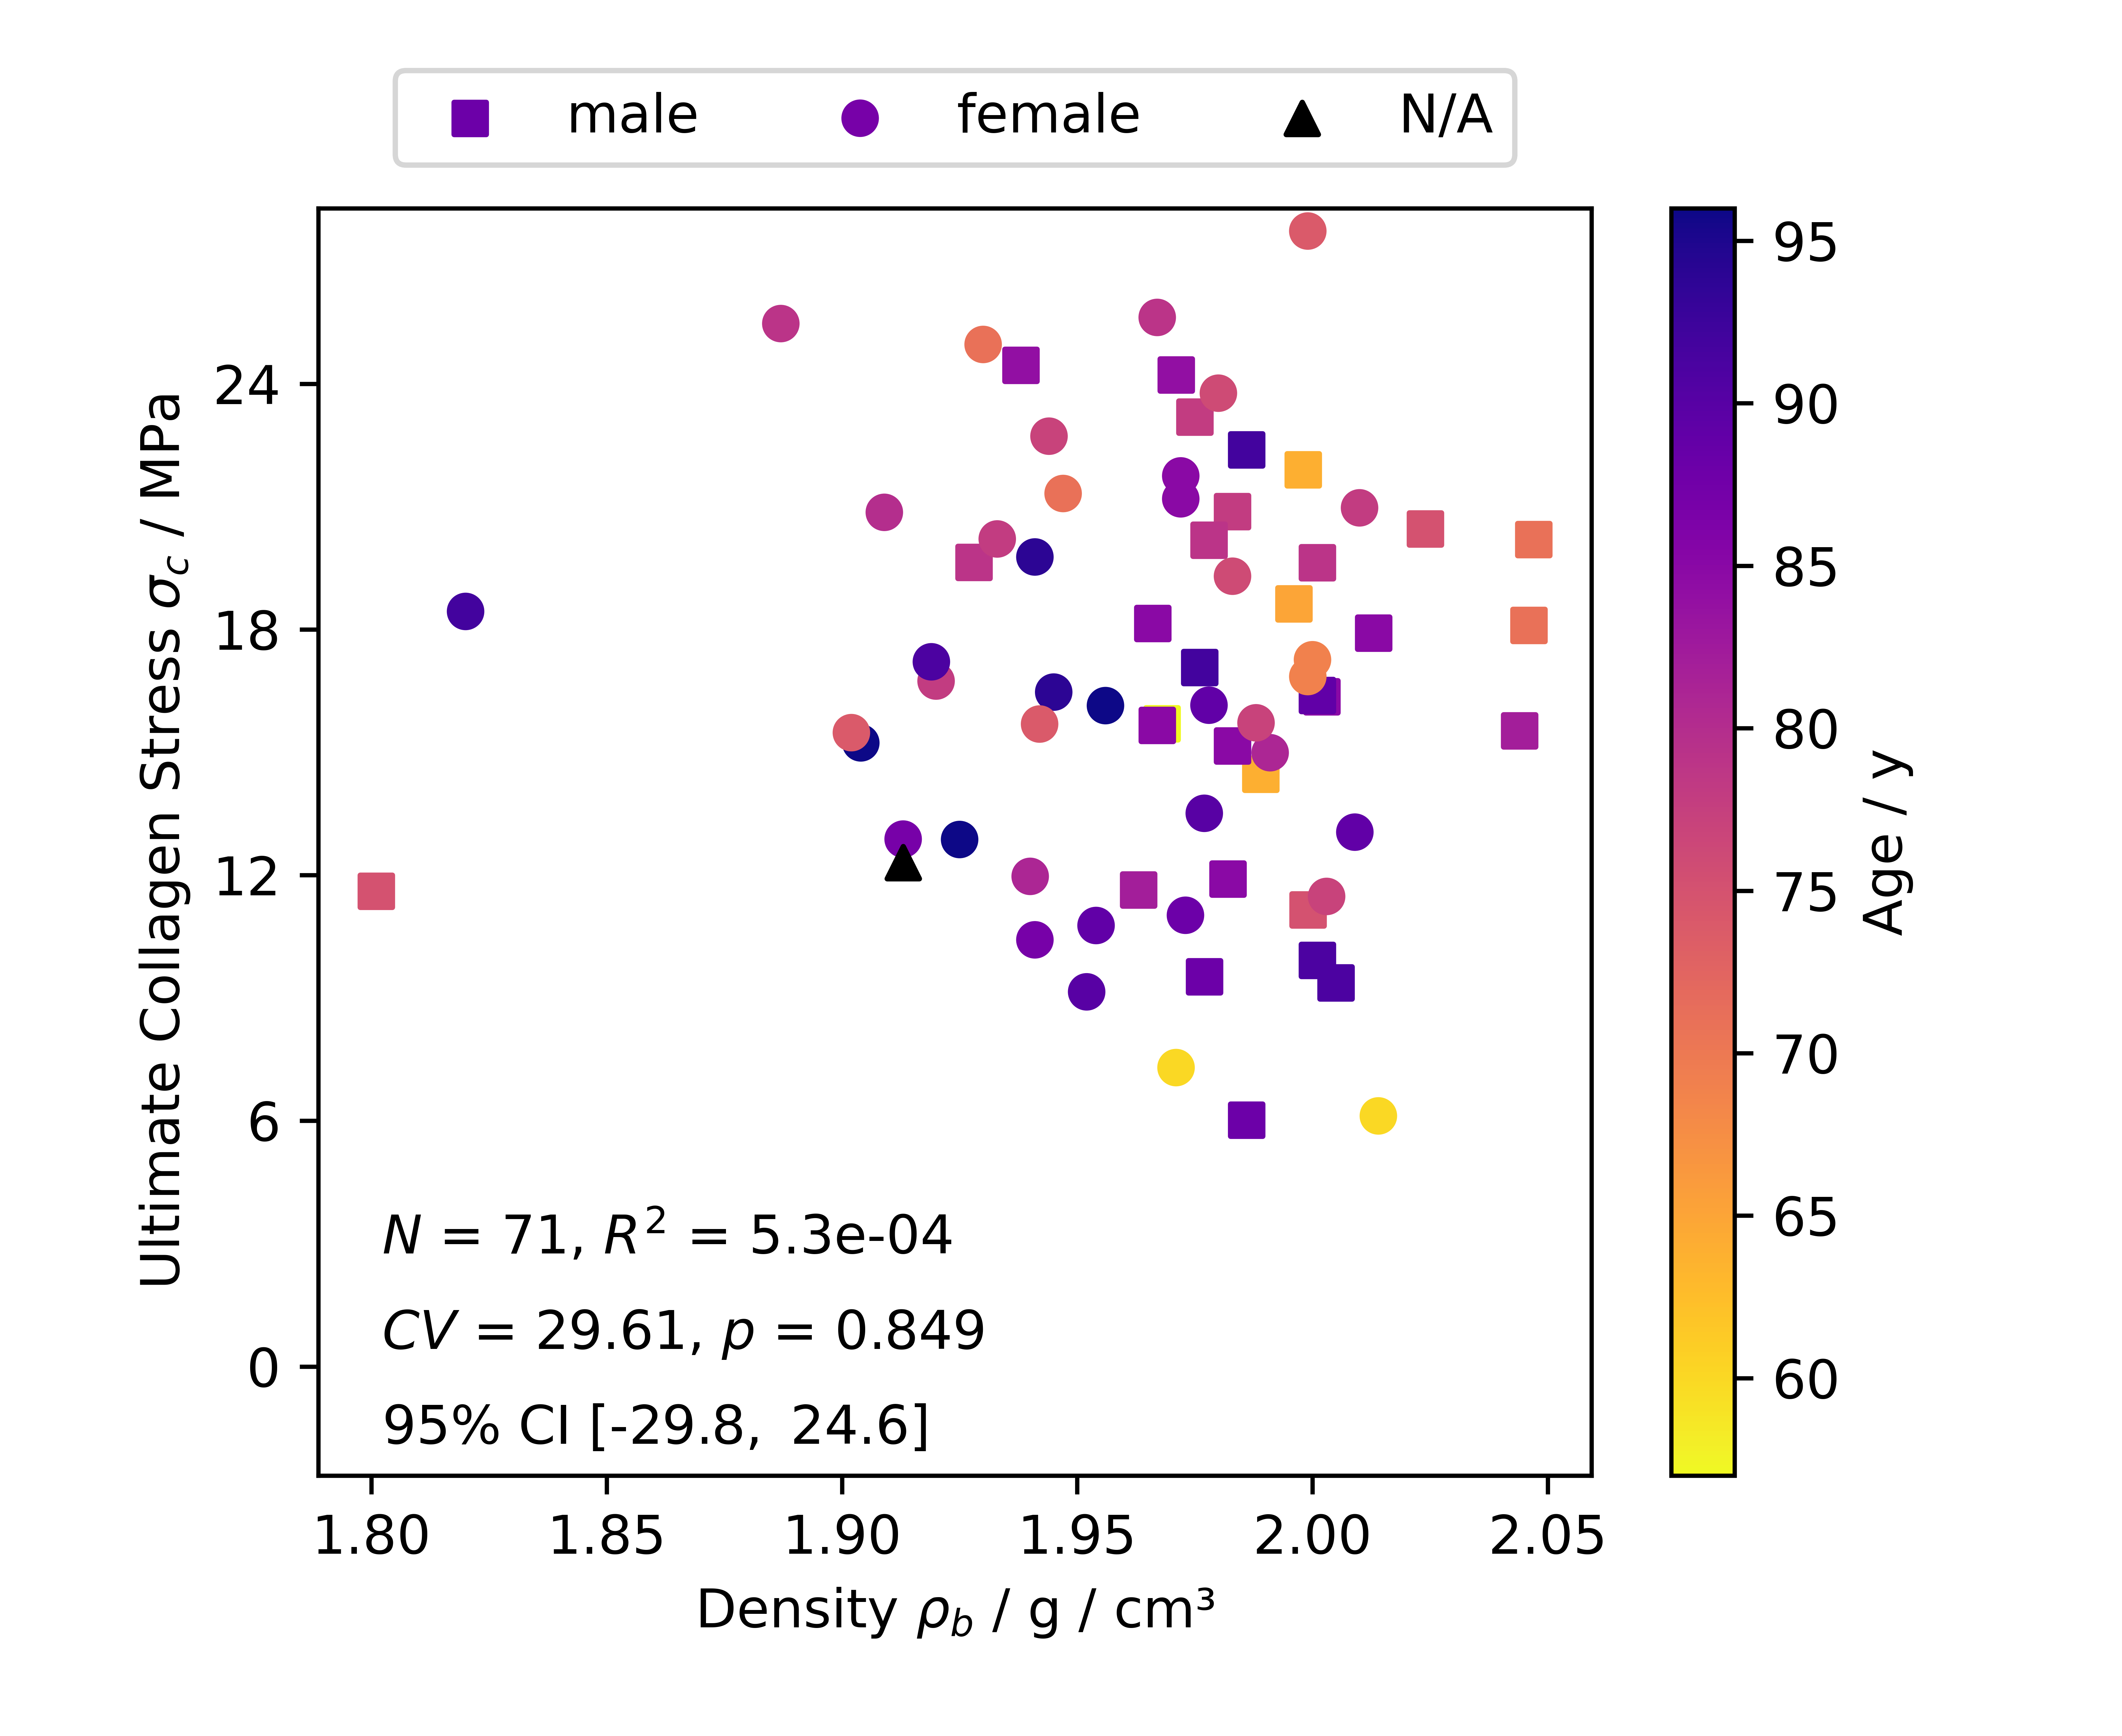 male female N/A
Ultimate Collagen Stress σc / MPa
24
18
12
6
0
N = 71, R² = 5.3e-04
CV = 29.61, p = 0.849
95% CI [-29.8, 24.6]
1.80 1.85 1.90 1.95 2.00 2.05
Density ρb / g / cm³
95
90
85
80
75
70
65
60
Age / y